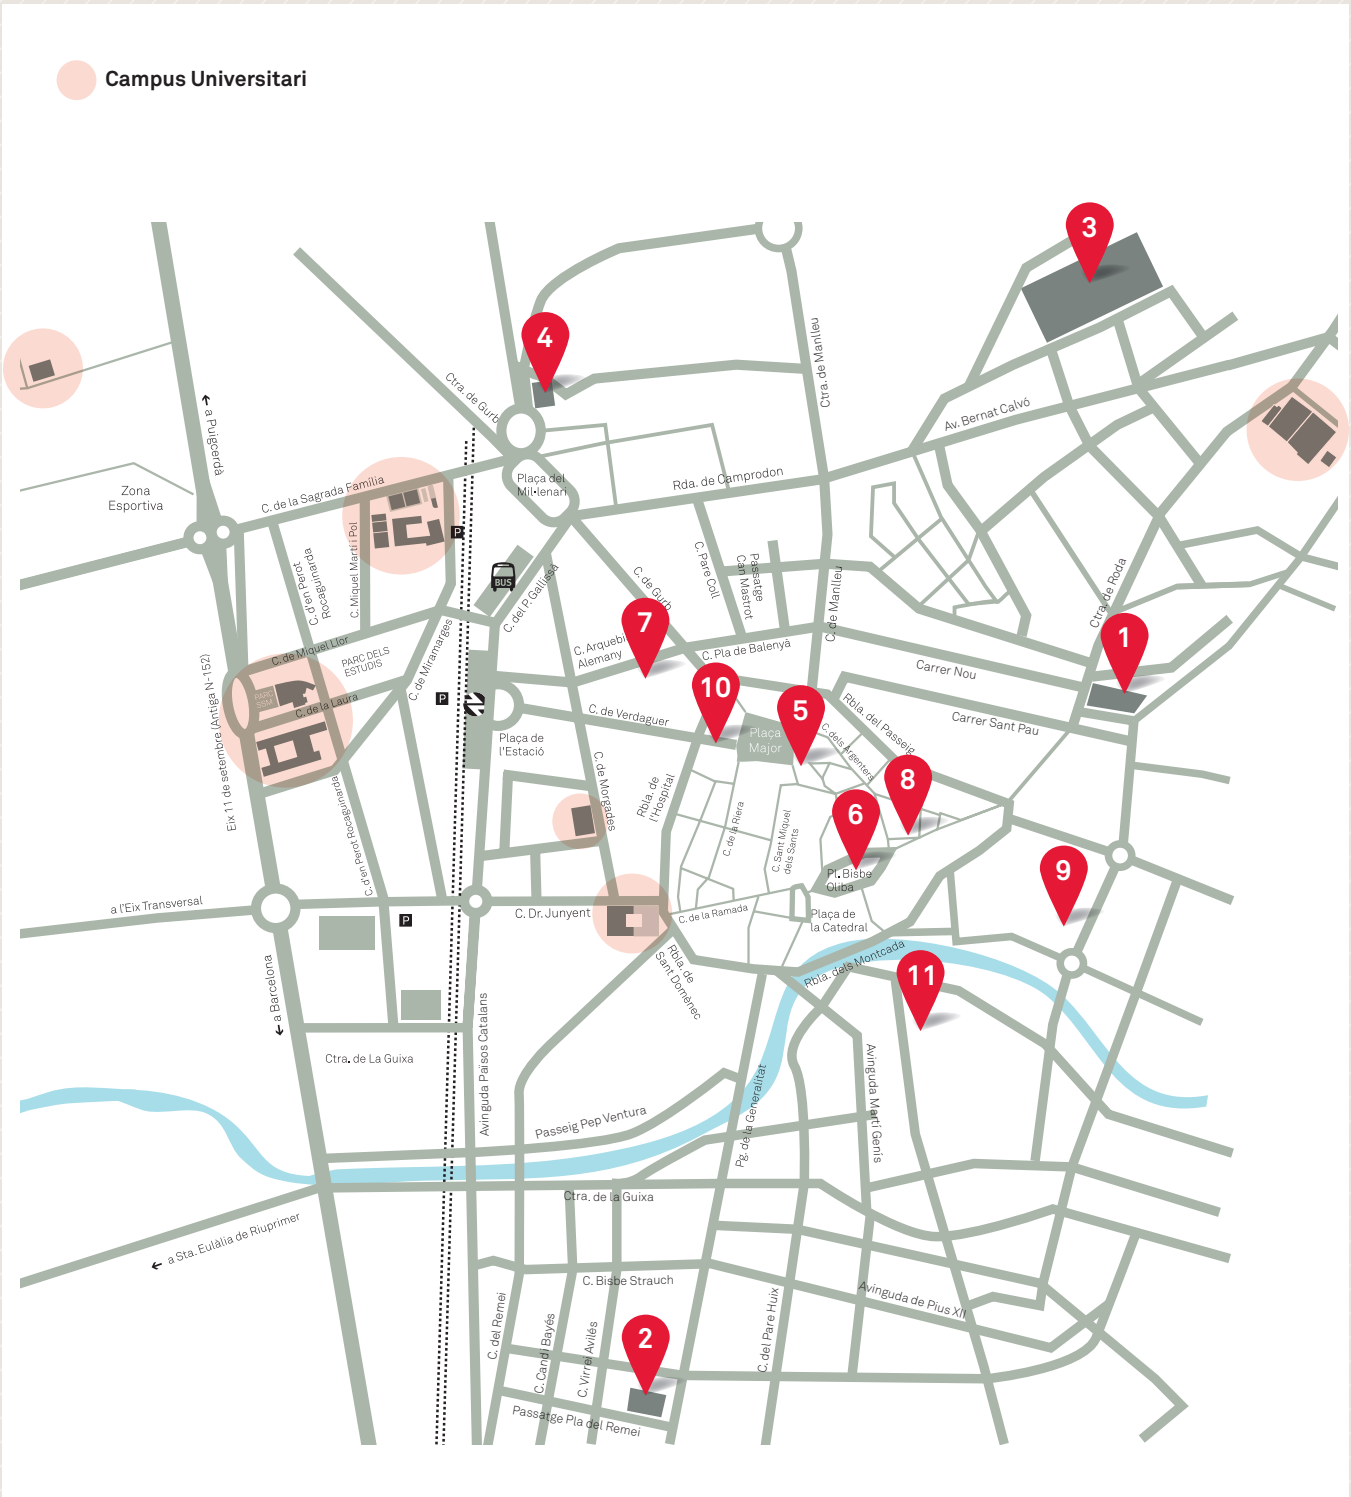 Campus Universitari
3
4
1
7
10
5
8
6
9
11
2
Ctra. de Gurb
Ctra. de Manlleu
Av. Bernat Calvó
a Puigcerdà
Zona
Esportiva
C. de la Sagrada Família
Plaça del
Mil·lenari
Rda. de Camprodon
P
BUS
C. d'en Perot
Rocaguinarda
C. Miquel Martí i Pol
C. del P. Gallissà
C. de Gurb
C. Pare Coll
Passatge
Can Mastrot
C. de Manlleu
Ctra. de Roda
C. de Miquel Llor
PARC DELS
ESTUDIS
C. de Miramarges
C. Arquebi
Alemany
C. Pla de Balenyà
Carrer Nou
Carrer Sant Pau
Eix 11 de setembre (Antiga N-152)
PARC
C. de la Laura
P
C. de Verdaguer
Plaça de
l'Estació
Plaça
Major
Rbla. del Passeig
C. dels Argenters
C. de Morgades
Rbla. de
l'Hospital
C. de la Riera
C. Sant Miquel
dels Sants
C. d'en Perot Rocaguinarda
Pl. Bisbe
Oliba
a l'Eix Transversal
P
C. Dr. Junyent
C. de la Ramada
Plaça de
la Catedral
Rbla. de
Sant Domènec
Rbla. dels Montcada
a Barcelona
Ctra. de La Guixa
Avinguda Països Catalans
Passeig Pep Ventura
Pg. de la Generalitat
Avinguda Martí Genís
Ctra. de la Guixa
a Sta. Eulàlia de Riuprimer
C. Bisbe Strauch
Avinguda de Pius XII
C. del Remei
C. Candi Bayés
C. Virrei Avilés
C. del Pare Huix
Passatge Pla del Remei